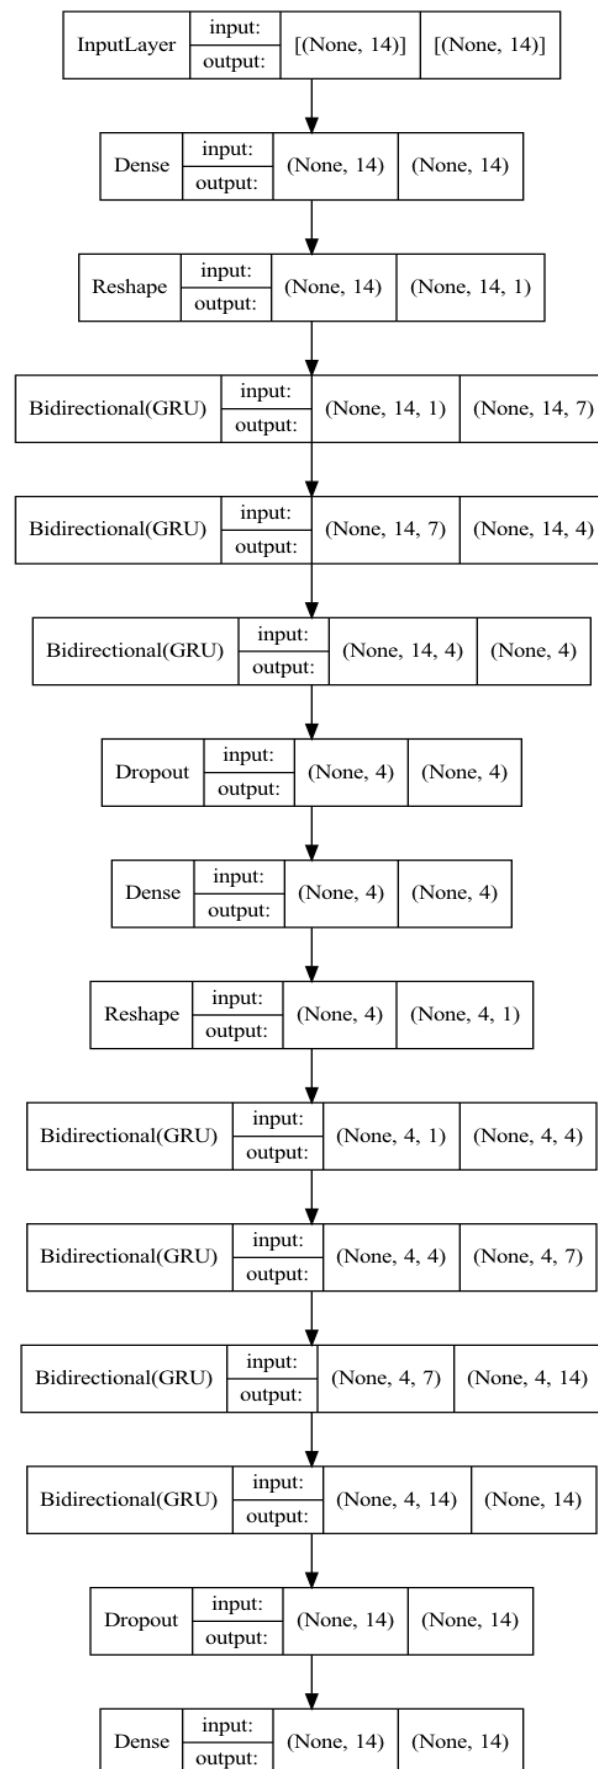 InputLayer input: output: [(None, 14)] [(None, 14)]
Dense input: output: (None, 14) (None, 14)
Reshape input: output: (None, 14) (None, 14, 1)
Bidirectional(GRU) input: output: (None, 14, 1) (None, 14, 7)
Bidirectional(GRU) input: output: (None, 14, 7) (None, 14, 4)
Bidirectional(GRU) input: output: (None, 14, 4) (None, 4)
Dropout input: output: (None, 4) (None, 4)
Dense input: output: (None, 4) (None, 4)
Reshape input: output: (None, 4) (None, 4, 1)
Bidirectional(GRU) input: output: (None, 4, 1) (None, 4, 4)
Bidirectional(GRU) input: output: (None, 4, 4) (None, 4, 7)
Bidirectional(GRU) input: output: (None, 4, 7) (None, 4, 14)
Bidirectional(GRU) input: output: (None, 4, 14) (None, 14)
Dropout input: output: (None, 14) (None, 14)
Dense input: output: (None, 14) (None, 14)